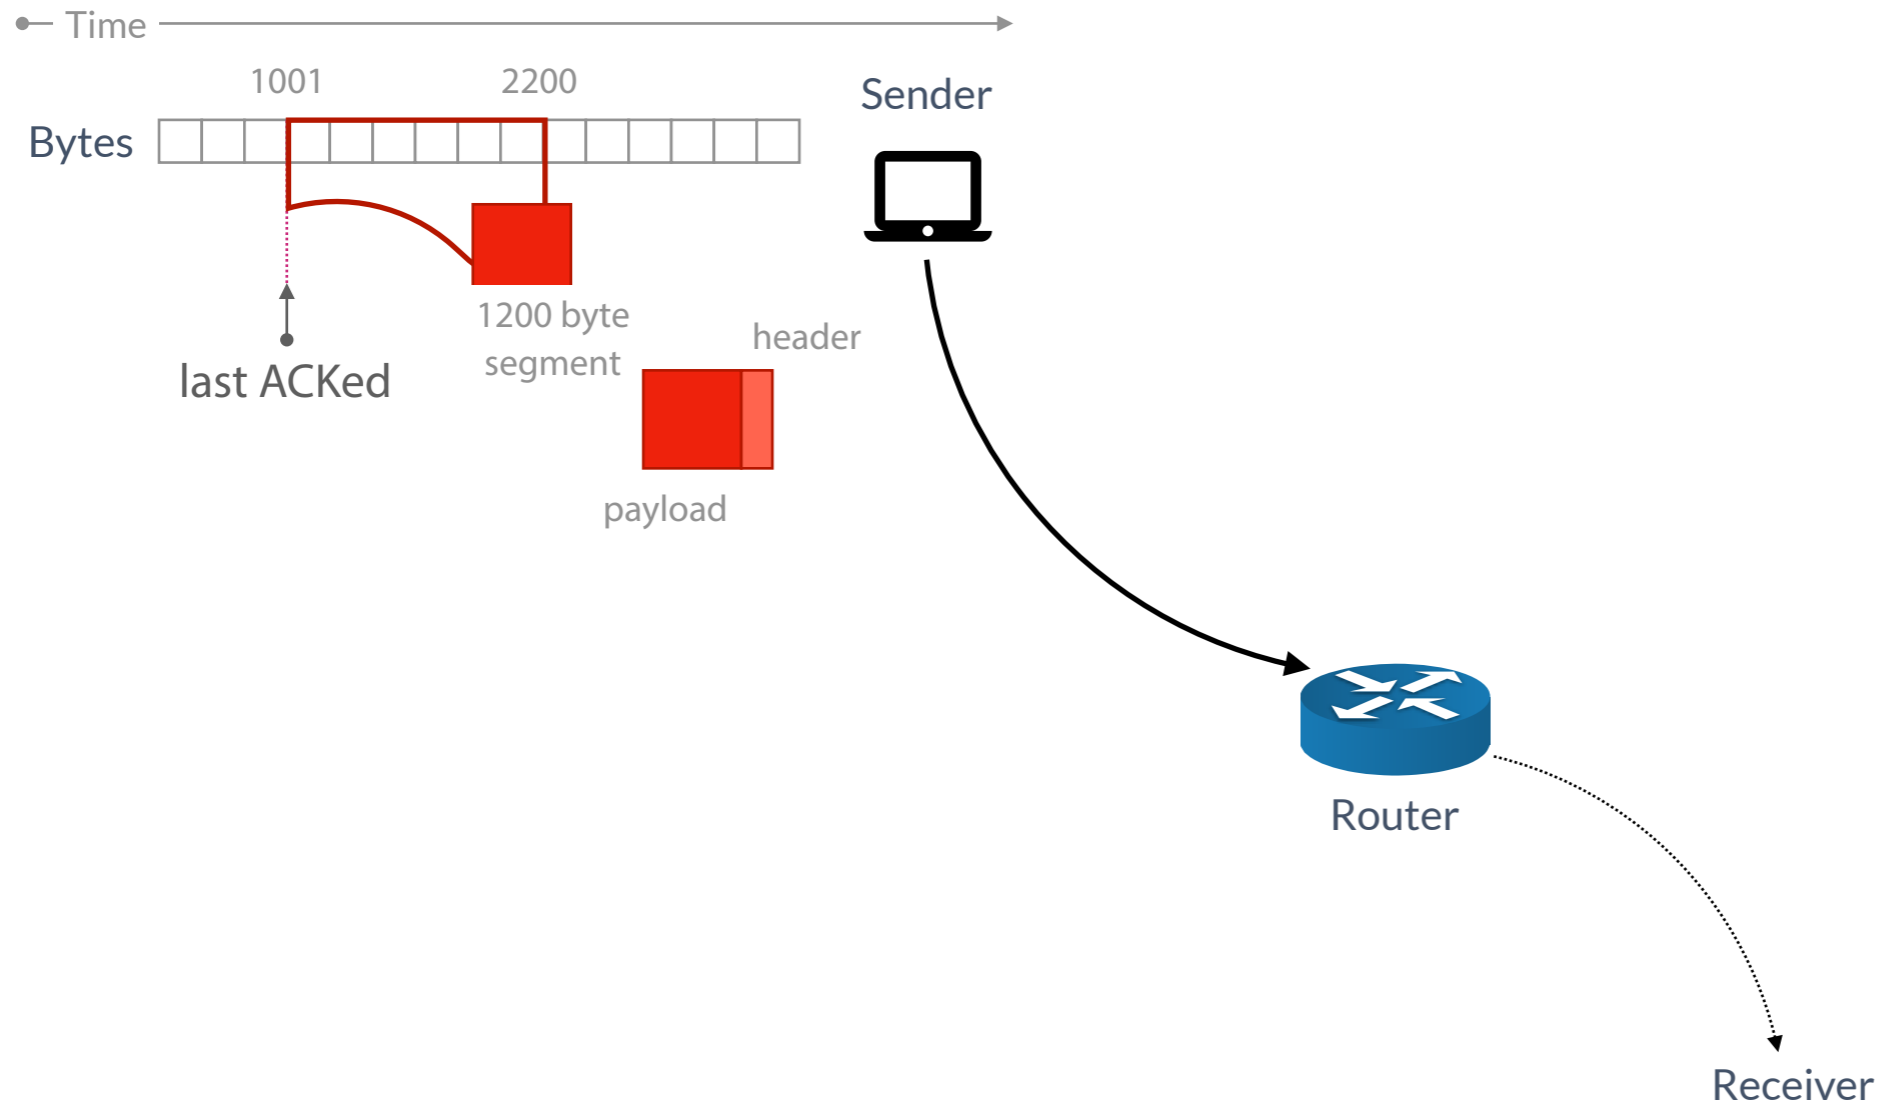 Time
1001
2200
Sender
Bytes
1200 byte
segment
header
last ACKed
payload
Router
Receiver